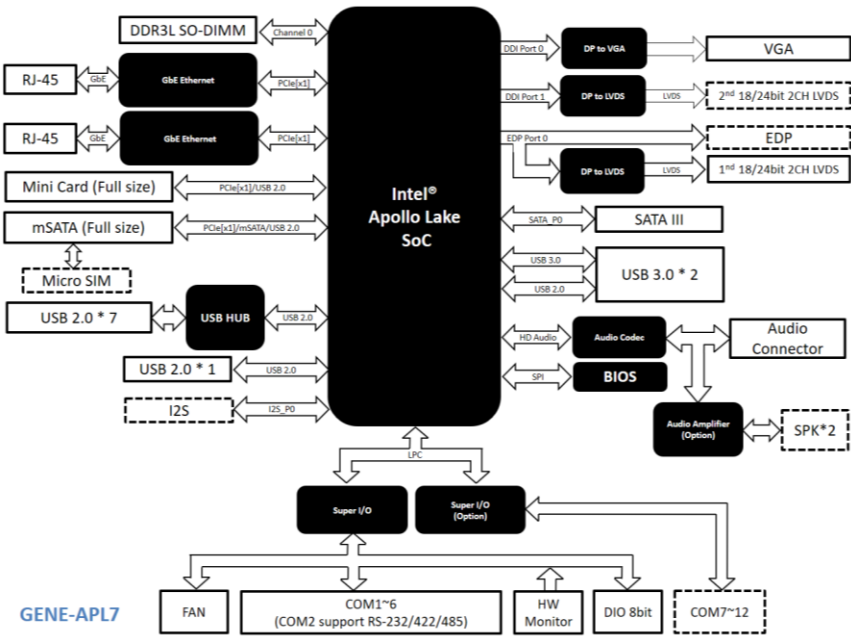 DDR3L SO-DIMM
Channel 0
RJ-45
GbE
GbE Ethernet
PCIe[x1]
RJ-45
GbE
GbE Ethernet
PCIe[x1]
Mini Card (Full size)
PCIe[x1]/USB 2.0
mSATA (Full size)
PCIe[x1]/mSATA/USB 2.0
Micro SIM
USB 2.0 * 7
USB HUB
USB 2.0
USB 2.0 * 1
USB 2.0
I2S
I2S_P0
Intel®
Apollo Lake
SoC
DDI Port 0
DP to VGA
VGA
DDI Port 1
DP to LVDS
LVDS
2nd 18/24bit 2CH LVDS
EDP Port 0
EDP
DP to LVDS
LVDS
1nd 18/24bit 2CH LVDS
SATA_P0
SATA III
USB 3.0
USB 2.0
USB 3.0 * 2
HD Audio
Audio Codec
Audio
Connector
SPI
BIOS
Audio Amplifier
(Option)
SPK*2
LPC
Super I/O
Super I/O
(Option)
FAN
COM1~6
(COM2 support RS-232/422/485)
HW
Monitor
DIO 8bit
COM7~12
GENE-APL7